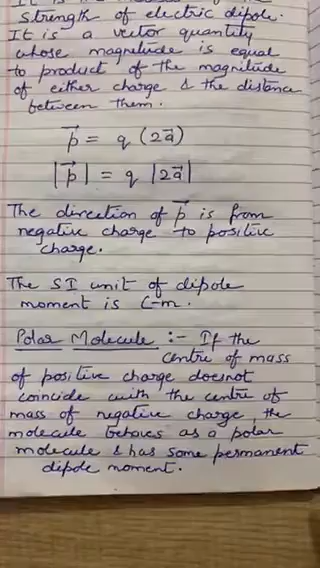 strength of electric dipole.
It is a vector quantity
whose magnitude is equal
to product of the magnitude
of either charge & the distance
between them.
p⃗ = q (2a⃗)
|p⃗| = q |2a⃗|
The direction of p⃗ is from
negative charge to positive
charge.
The SI unit of dipole
moment is C-m.
Polar Molecule :- If the
centre of mass
of positive charge doesnot
coincide with the centre of
mass of negative charge the
molecule behaves as a polar
molecule & has some permanent
dipole moment.